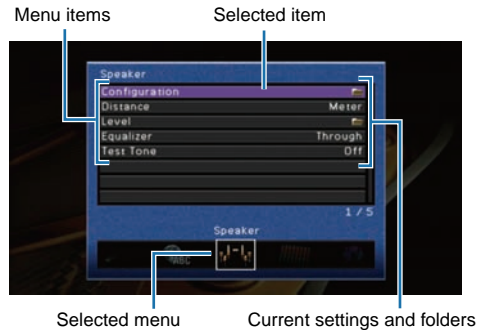 Menu items
Selected item
Speaker
Configuration
Distance Meter
Level
Equalizer Through
Test Tone Off
1 / 5
Speaker
ABC
Selected menu
Current settings and folders